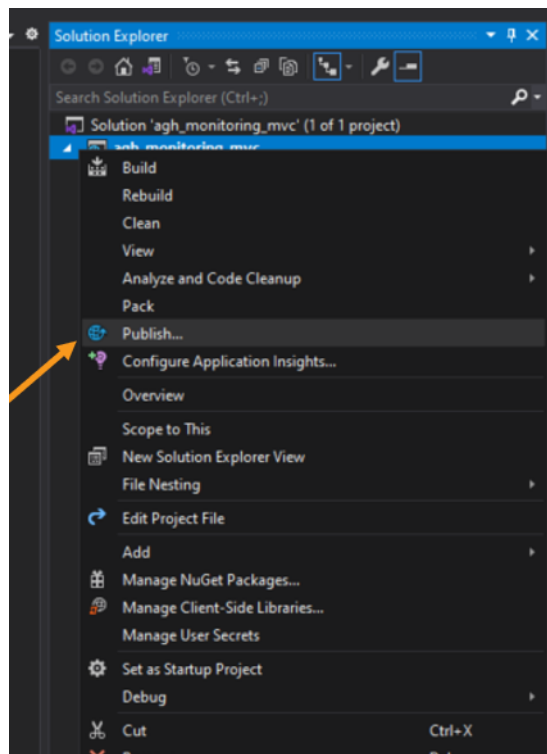 Solution Explorer
Search Solution Explorer (Ctrl+;)
Solution 'agh_monitoring_mvc' (1 of 1 project)
agh_monitoring_mvc
Build
Rebuild
Clean
View
Analyze and Code Cleanup
Pack
Publish...
Configure Application Insights...
Overview
Scope to This
New Solution Explorer View
File Nesting
Edit Project File
Add
Manage NuGet Packages...
Manage Client-Side Libraries...
Manage User Secrets
Set as Startup Project
Debug
Cut Ctrl+X